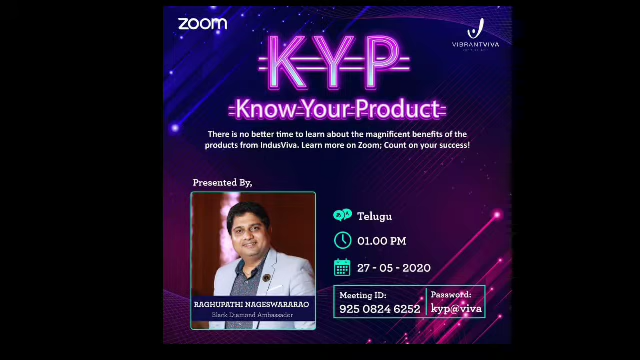 zoom
VIBRANTVIVA
KYP
Know Your Product
There is no better time to learn about the magnificent benefits of the
products from IndusViva. Learn more on Zoom; Count on your success!
Presented By,
Telugu
01.00 PM
27 - 05 - 2020
RAGHUPATHI NAGESWARARAO
Black Diamond Ambassador
Meeting ID:
925 0824 6252
Password:
kyp@viva